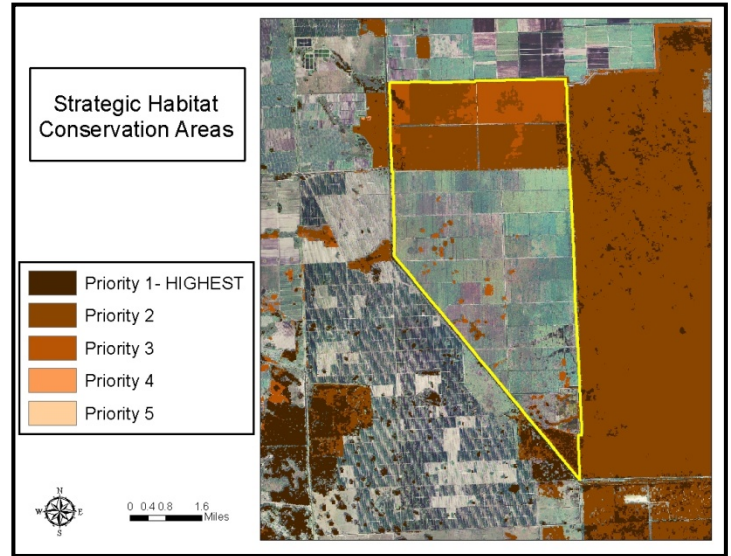 Strategic Habitat
Conservation Areas
Priority 1- HIGHEST
Priority 2
Priority 3
Priority 4
Priority 5
N
W E
S
0 0.4 0.8 1.6
Miles